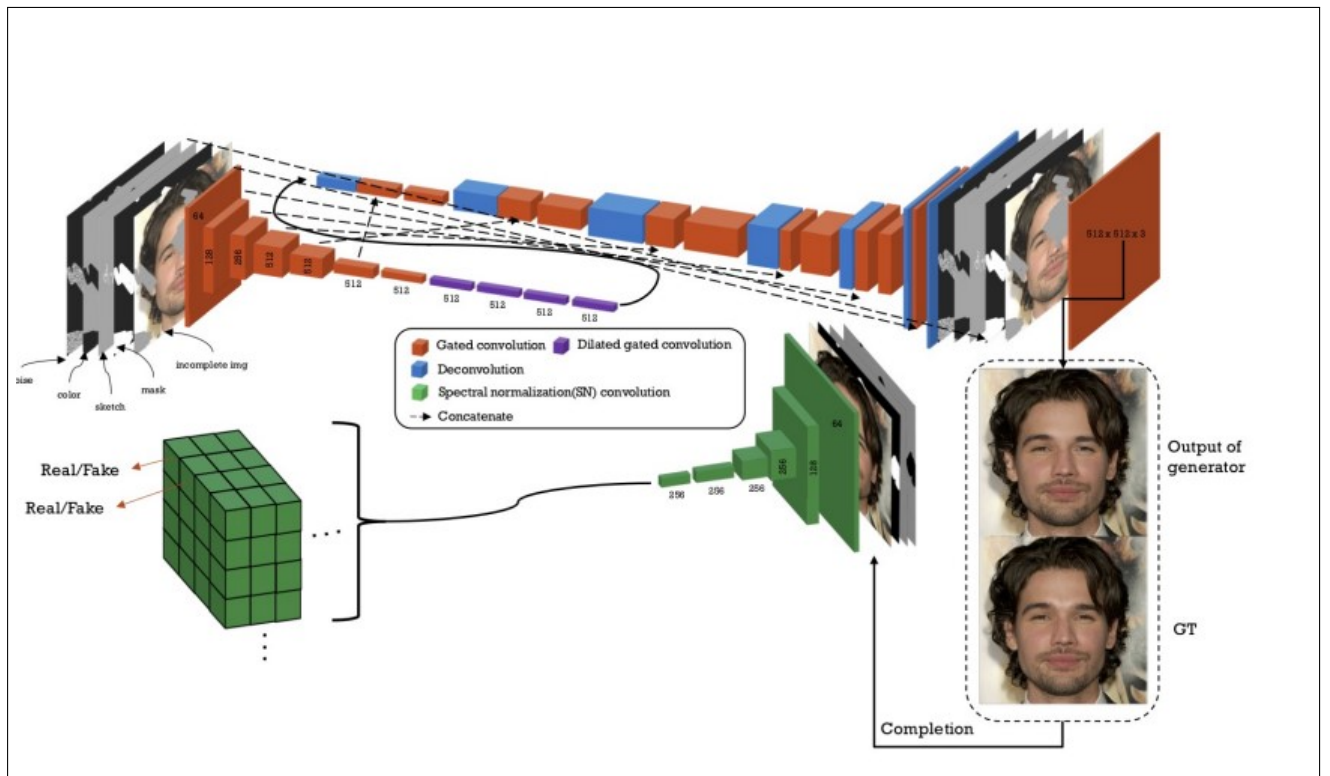 64
128
256
512
512
512
512
512
512
512
512
512 x 512 x 3
oise
color
sketch
mask
incomplete img
Gated convolution
Dilated gated convolution
Deconvolution
Spectral normalization(SN) convolution
Concatenate
Real/Fake
Real/Fake
...
256
256
256
256
128
64
Output of
generator
GT
Completion